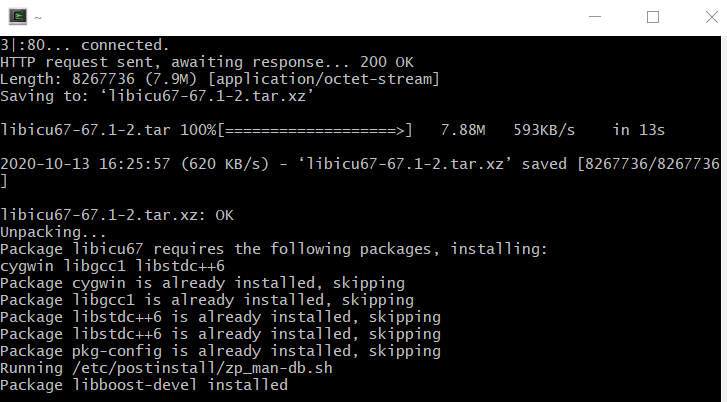 ~
3|:80... connected.
HTTP request sent, awaiting response... 200 OK
Length: 8267736 (7.9M) [application/octet-stream]
Saving to: ‘libicu67-67.1-2.tar.xz’
libicu67-67.1-2.tar 100%[===================>]   7.88M   593KB/s    in 13s
2020-10-13 16:25:57 (620 KB/s) - ‘libicu67-67.1-2.tar.xz’ saved [8267736/8267736
]
libicu67-67.1-2.tar.xz: OK
Unpacking...
Package libicu67 requires the following packages, installing:
cygwin libgcc1 libstdc++6
Package cygwin is already installed, skipping
Package libgcc1 is already installed, skipping
Package libstdc++6 is already installed, skipping
Package libstdc++6 is already installed, skipping
Package pkg-config is already installed, skipping
Running /etc/postinstall/zp_man-db.sh
Package libboost-devel installed